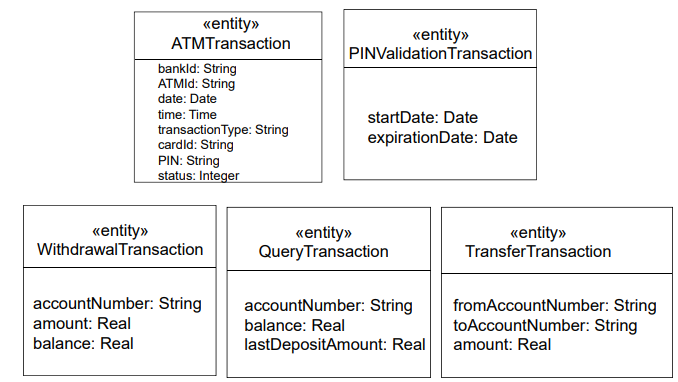 «entity»
ATMTransaction
bankId: String
ATMId: String
date: Date
time: Time
transactionType: String
cardId: String
PIN: String
status: Integer
«entity»
PINValidationTransaction
startDate: Date
expirationDate: Date
«entity»
WithdrawalTransaction
accountNumber: String
amount: Real
balance: Real
«entity»
QueryTransaction
accountNumber: String
balance: Real
lastDepositAmount: Real
«entity»
TransferTransaction
fromAccountNumber: String
toAccountNumber: String
amount: Real